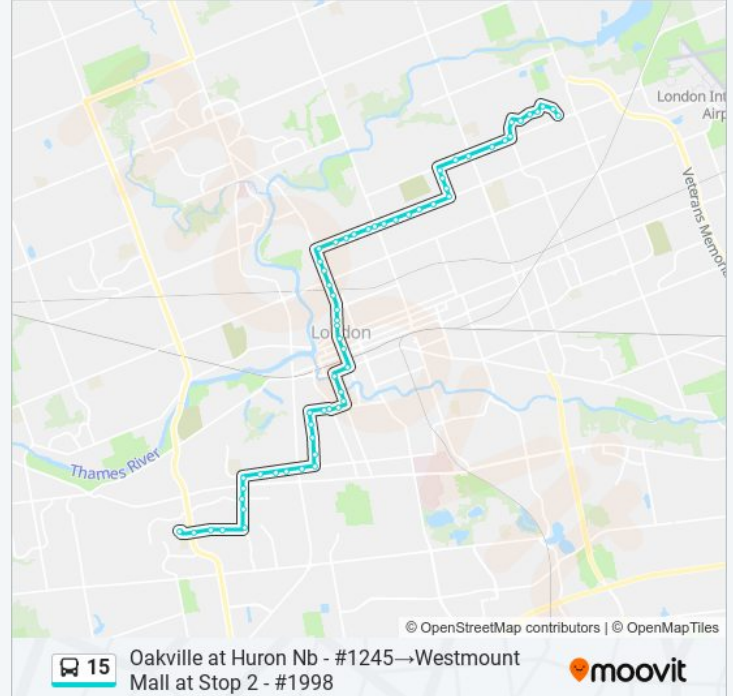 London Int
Airp
Veterans Memor
London
Thames River
© OpenStreetMap contributors | © OpenMapTiles
15
Oakville at Huron Nb - #1245→Westmount
Mall at Stop 2 - #1998
moovit